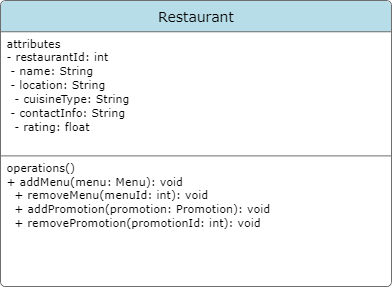 Restaurant
attributes
- restaurantId: int
- name: String
- location: String
- cuisineType: String
- contactInfo: String
- rating: float
operations()
+ addMenu(menu: Menu): void
+ removeMenu(menuId: int): void
+ addPromotion(promotion: Promotion): void
+ removePromotion(promotionId: int): void